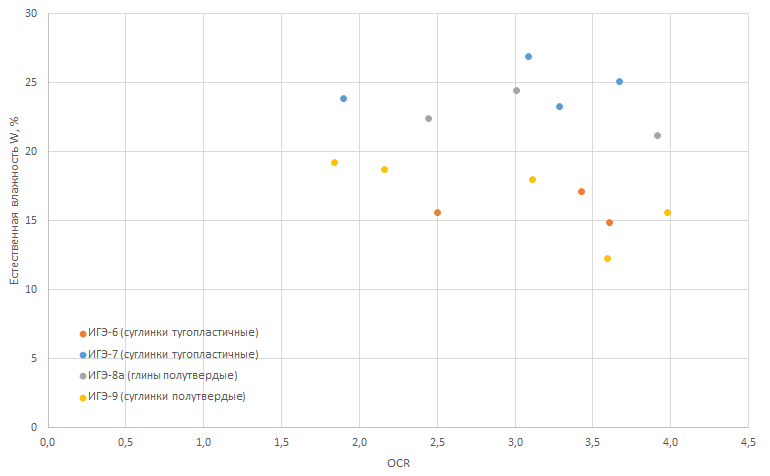 30
25
20
15
10
5
0
Естественная влажность W, %
ИГЭ-6 (суглинки тугопластичные)
ИГЭ-7 (суглинки тугопластичные)
ИГЭ-8а (глины полутвердые)
ИГЭ-9 (суглинки полутвердые)
0,0 0,5 1,0 1,5 2,0 2,5 3,0 3,5 4,0 4,5
OCR